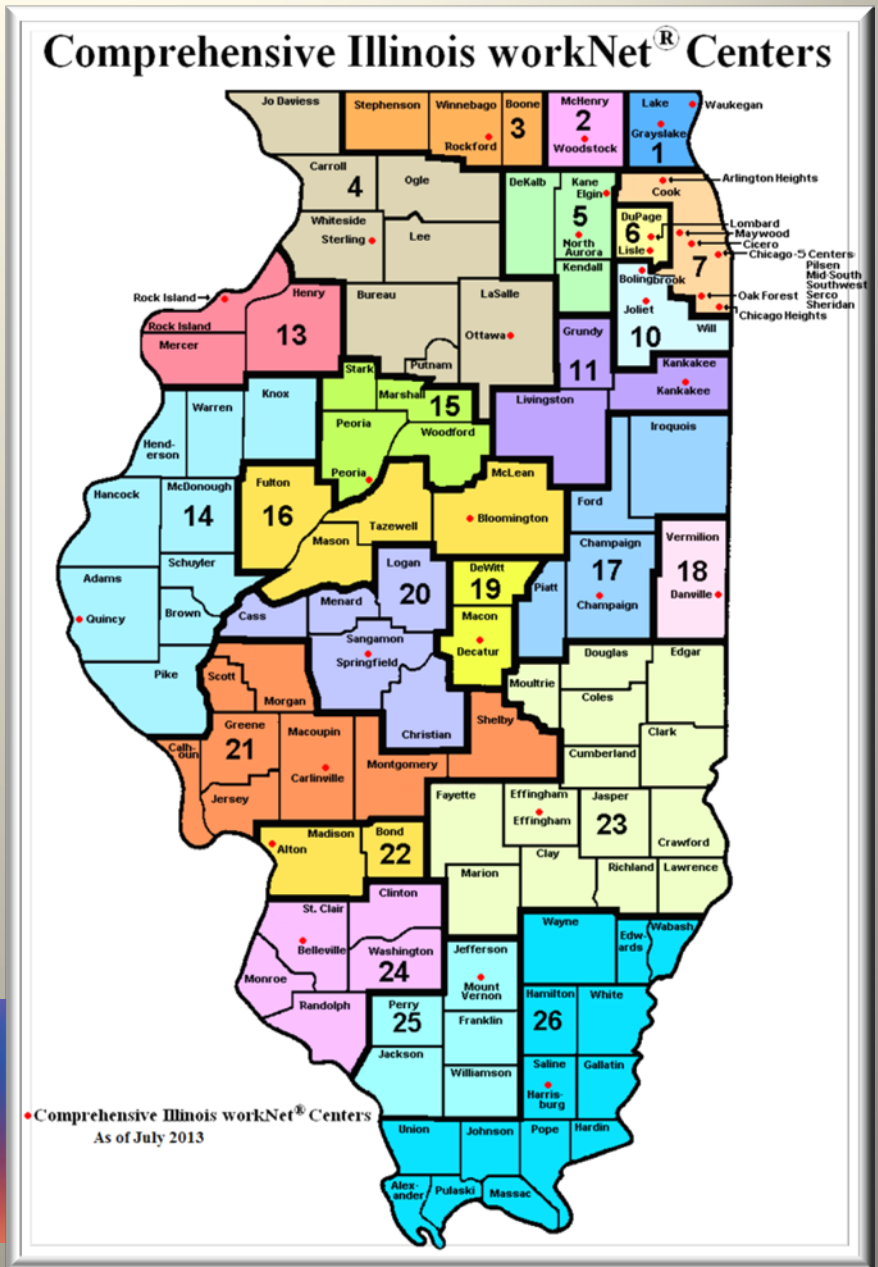 Comprehensive Illinois workNet® Centers
Jo Daviess
Stephenson
Winnebago
Rockford
Boone
3
McHenry
2
Woodstock
Lake
Waukegan
Grayslake
1
Carroll
4
Ogle
DeKalb
Kane
Elgin
5
North
Aurora
Kendall
Arlington Heights
Cook
DuPage
6
Lisle
Lombard
Maywood
Cicero
Chicago-5 Centers
Pilsen
Mid-South
Southwest
Serco
Sheridan
7
Oak Forest
Chicago Heights
Whiteside
Sterling
Lee
Bolingbrook
Joliet
10
Will
Rock Island
Rock Island
Henry
13
Mercer
Bureau
LaSalle
Ottawa
Putnam
Grundy
11
Kankakee
Kankakee
Livingston
Stark
Marshall
15
Peoria
Woodford
Peoria
Knox
Warren
Hend-
erson
Iroquois
Ford
Hancock
McDonough
14
Fulton
16
McLean
Bloomington
Tazewell
Mason
Schuyler
Adams
Quincy
Brown
Pike
Champaign
17
Champaign
Piatt
Vermilion
18
Danville
Logan
20
Menard
Cass
Sangamon
Springfield
Christian
DeWitt
19
Macon
Decatur
Moultrie
Douglas
Edgar
Coles
Clark
Cumberland
Scott
Morgan
Greene
21
Calh-
oun
Jersey
Macoupin
Carlinville
Montgomery
Shelby
Fayette
Effingham
Effingham
Jasper
23
Crawford
Clay
Richland
Lawrence
Marion
Madison
Alton
Bond
22
Clinton
St. Clair
Belleville
Washington
24
Monroe
Randolph
Jefferson
Mount
Vernon
Perry
25
Franklin
Jackson
Williamson
Wayne
Edw-
ards
Wabash
Hamilton
26
White
Saline
Harris-
burg
Gallatin
Union
Johnson
Pope
Hardin
Alex-
ander
Pulaski
Massac
Comprehensive Illinois workNet® Centers
As of July 2013